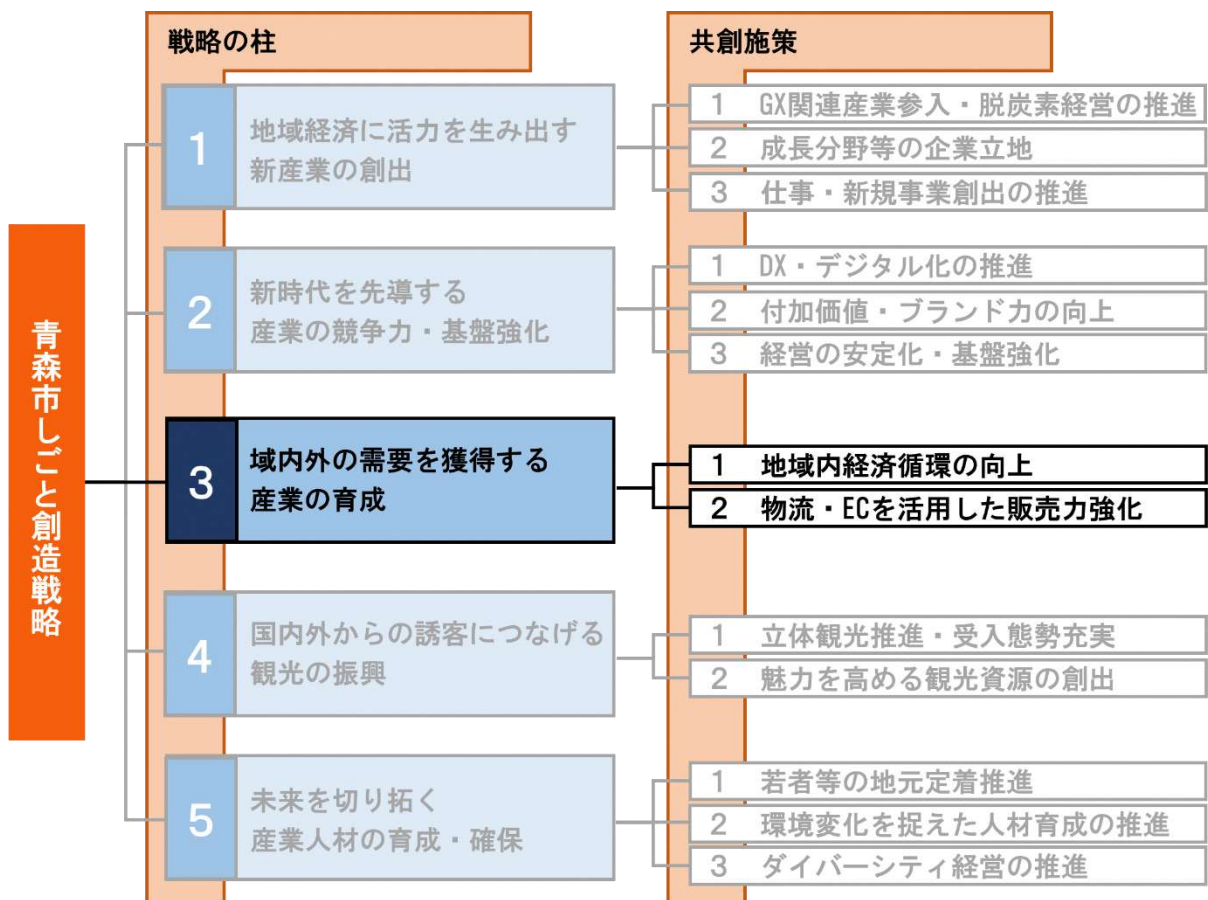 戦略の柱
共創施策
青森市しごと創造戦略
1
地域経済に活力を生み出す
新産業の創出
1 GX関連産業参入・脱炭素経営の推進
2 成長分野等の企業立地
3 仕事・新規事業創出の推進
2
新時代を先導する
産業の競争力・基盤強化
1 DX・デジタル化の推進
2 付加価値・ブランド力の向上
3 経営の安定化・基盤強化
3
域内外の需要を獲得する
産業の育成
1 地域内経済循環の向上
2 物流・ECを活用した販売力強化
4
国内外からの誘客につなげる
観光の振興
1 立体観光推進・受入態勢充実
2 魅力を高める観光資源の創出
5
未来を切り拓く
産業人材の育成・確保
1 若者等の地元定着推進
2 環境変化を捉えた人材育成の推進
3 ダイバーシティ経営の推進